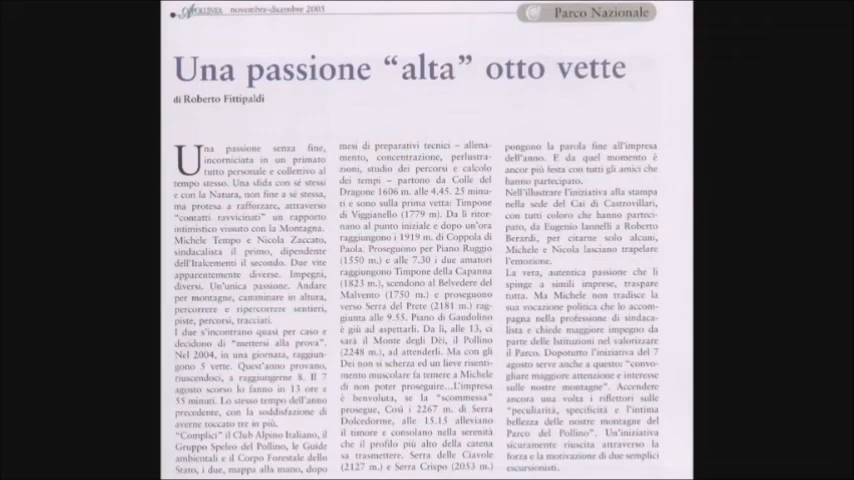 APOLLINEA novembre-dicembre 2005
Parco Nazionale
Una passione “alta” otto vette
di Roberto Fittipaldi
Una passione senza fine,
incorniciata in un primato
tutto personale e collettivo al
tempo stesso. Una sfida con se stessi
e con la Natura, non fine a sé stessa,
ma protesa a rafforzare, attraverso
“contatti ravvicinati” un rapporto
intimistico vissuto con la Montagna.
Michele Tempo e Nicola Zaccato,
sindacalista il primo, dipendente
dell'Italcementi il secondo. Due vite
apparentemente diverse. Impegni,
diversi. Un'unica passione. Andare
per montagne, camminare in altura,
percorrere e ripercorrere sentieri,
piste, percorsi, tracciati.
I due s'incontrano quasi per caso e
decidono di “mettersi alla prova”.
Nel 2004, in una giornata, raggiun-
gono 5 vette. Quest'anno provano,
riuscendoci, a raggiungerne 8. Il 7
agosto scorso lo fanno in 13 ore e
55 minuti. Lo stesso tempo dell'anno
precedente, con la soddisfazione di
averne toccato tre in più.
“Complici” il Club Alpino Italiano, il
Gruppo Speleo del Pollino, le Guide
ambientali e il Corpo Forestale dello
Stato, i due, mappa alla mano, dopo
mesi di preparativi tecnici – allena-
mento, concentrazione, perlustra-
zioni, studio dei percorsi e calcolo
dei tempi – partono da Colle del
Dragone 1606 m. alle 4.45. 25 minu-
ti e sono sulla prima vetta: Timpone
di Viggianello (1779 m). Da lì ritor-
nano al punto iniziale e dopo un'ora
raggiungono i 1919 m. di Coppola di
Paola. Proseguono per Piano Ruggio
(1550 m) e alle 7.30 i due amatori
raggiungono Timpone della Capanna
(1823 m), scendono al Belvedere del
Malvento (1750 m) e proseguono
verso Serra del Prete (2181 m) rag-
giunta alle 9.55. Piano di Gaudolino
è giù ad aspettarli. Da lì, alle 13, ci
sarà il Monte degli Dèi, il Pollino
(2248 m.), ad attenderli. Ma con gli
Dei non si scherza ed un lieve risenti-
mento muscolare fa temere a Michele
di non poter proseguire...L'impresa
è benvoluta, se la “scommessa”
prosegue, Così i 2267 m. di Serra
Dolcedorme, alle 15.15 alleviano
il timore e consolano nella serenità
che il profilo più alto della catena
sa trasmettere. Serra delle Ciavole
(2127 m.) e Serra Crispo (2053 m.)
pongono la parola fine all'impresa
dell'anno. E da quel momento è
ancor più festa con tutti gli amici che
hanno partecipato.
Nell'illustrare l'iniziativa alla stampa
nella sede del Cai di Castrovillari,
con tutti coloro che hanno parteci-
pato, da Eugenio Iannelli a Roberto
Berardi, per citarne solo alcuni,
Michele e Nicola lasciano trapelare
l'emozione.
La vera, autentica passione che li
spinge a simili imprese, traspare
tutta. Ma Michele non tradisce la
sua vocazione politica che lo accom-
pagna nella professione di sindaca-
lista e chiede maggiore impegno da
parte delle Istituzioni nel valorizzare
il Parco. Dopotutto l'iniziativa del 7
agosto serve anche a questo: “convo-
gliare maggiore attenzione e interesse
sulle nostre montagne”. Accendere
ancora una volta i riflettori sulle
“peculiarità, specificità e l'intima
bellezza delle nostre montagne del
Parco del Pollino”. Un'iniziativa
sicuramente riuscita attraverso la
forza e la motivazione di due semplici
escursionisti.